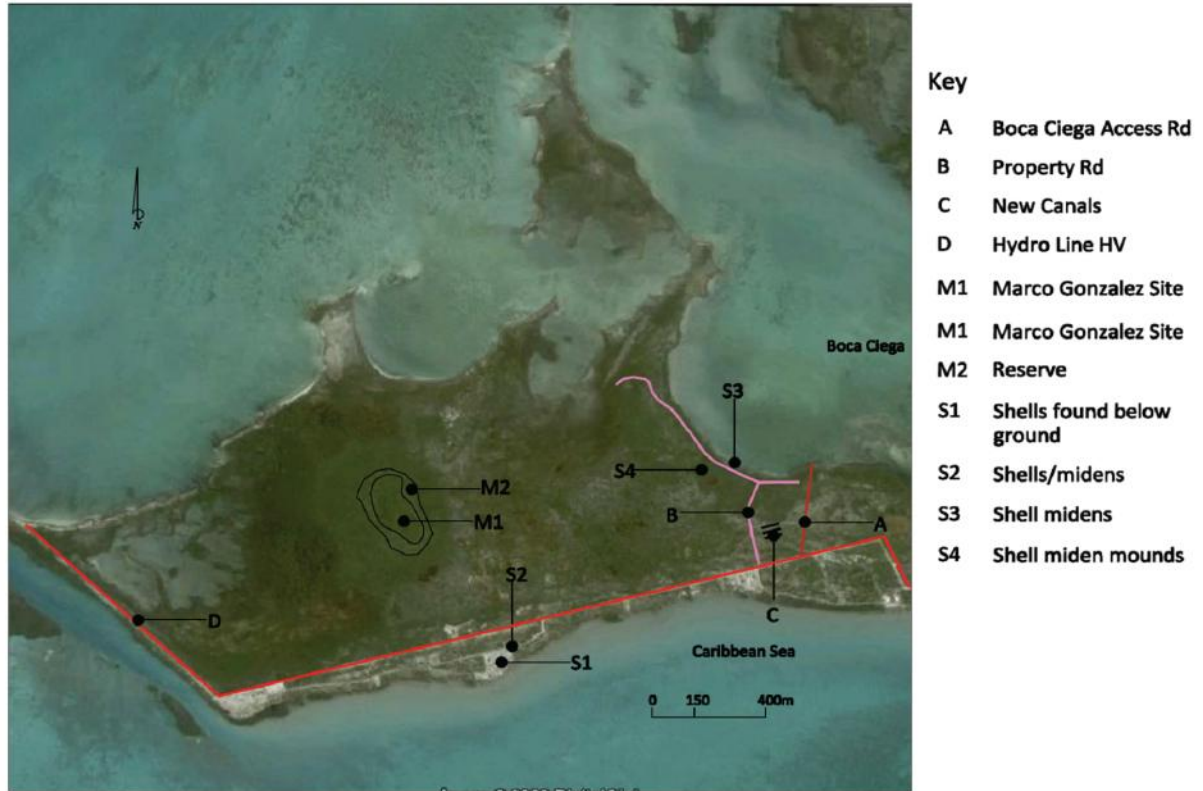 N
Boca Ciega
S3
S4
M2
M1
B
A
S2
D
C
S1
Caribbean Sea
0 150 400m
Key
A Boca Ciega Access Rd
B Property Rd
C New Canals
D Hydro Line HV
M1 Marco Gonzalez Site
M1 Marco Gonzalez Site
M2 Reserve
S1 Shells found below
ground
S2 Shells/midens
S3 Shell midens
S4 Shell miden mounds